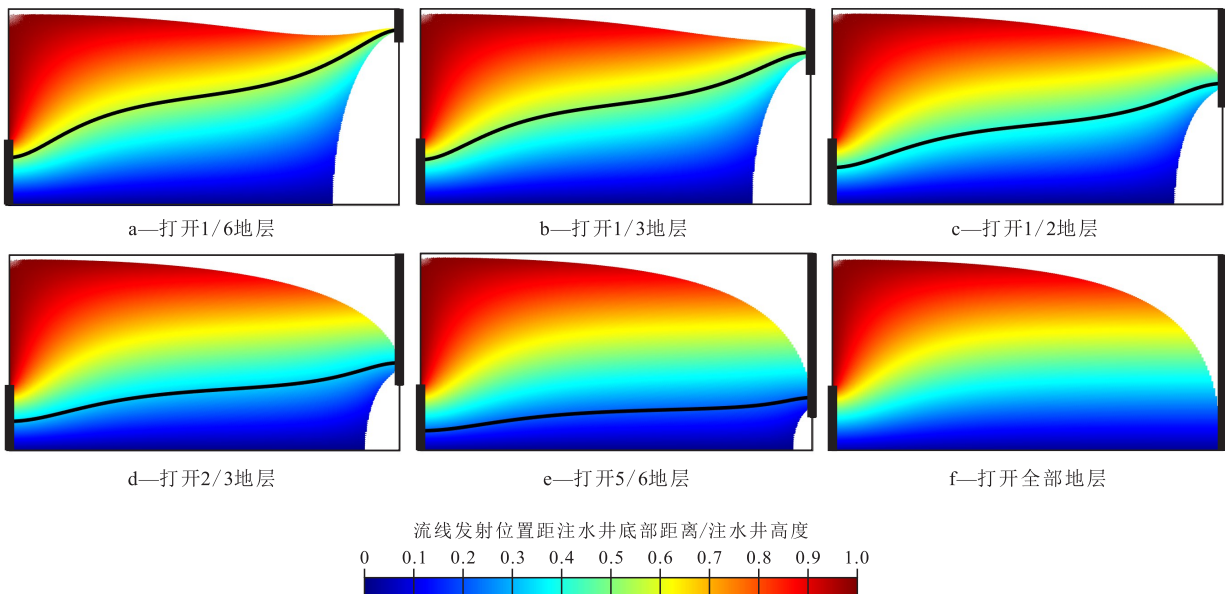 a—打开1/6地层
b—打开1/3地层
c—打开1/2地层
d—打开2/3地层
e—打开5/6地层
f—打开全部地层
流线发射位置距注水井底部距离/注水井高度
0 0.1 0.2 0.3 0.4 0.5 0.6 0.7 0.8 0.9 1.0